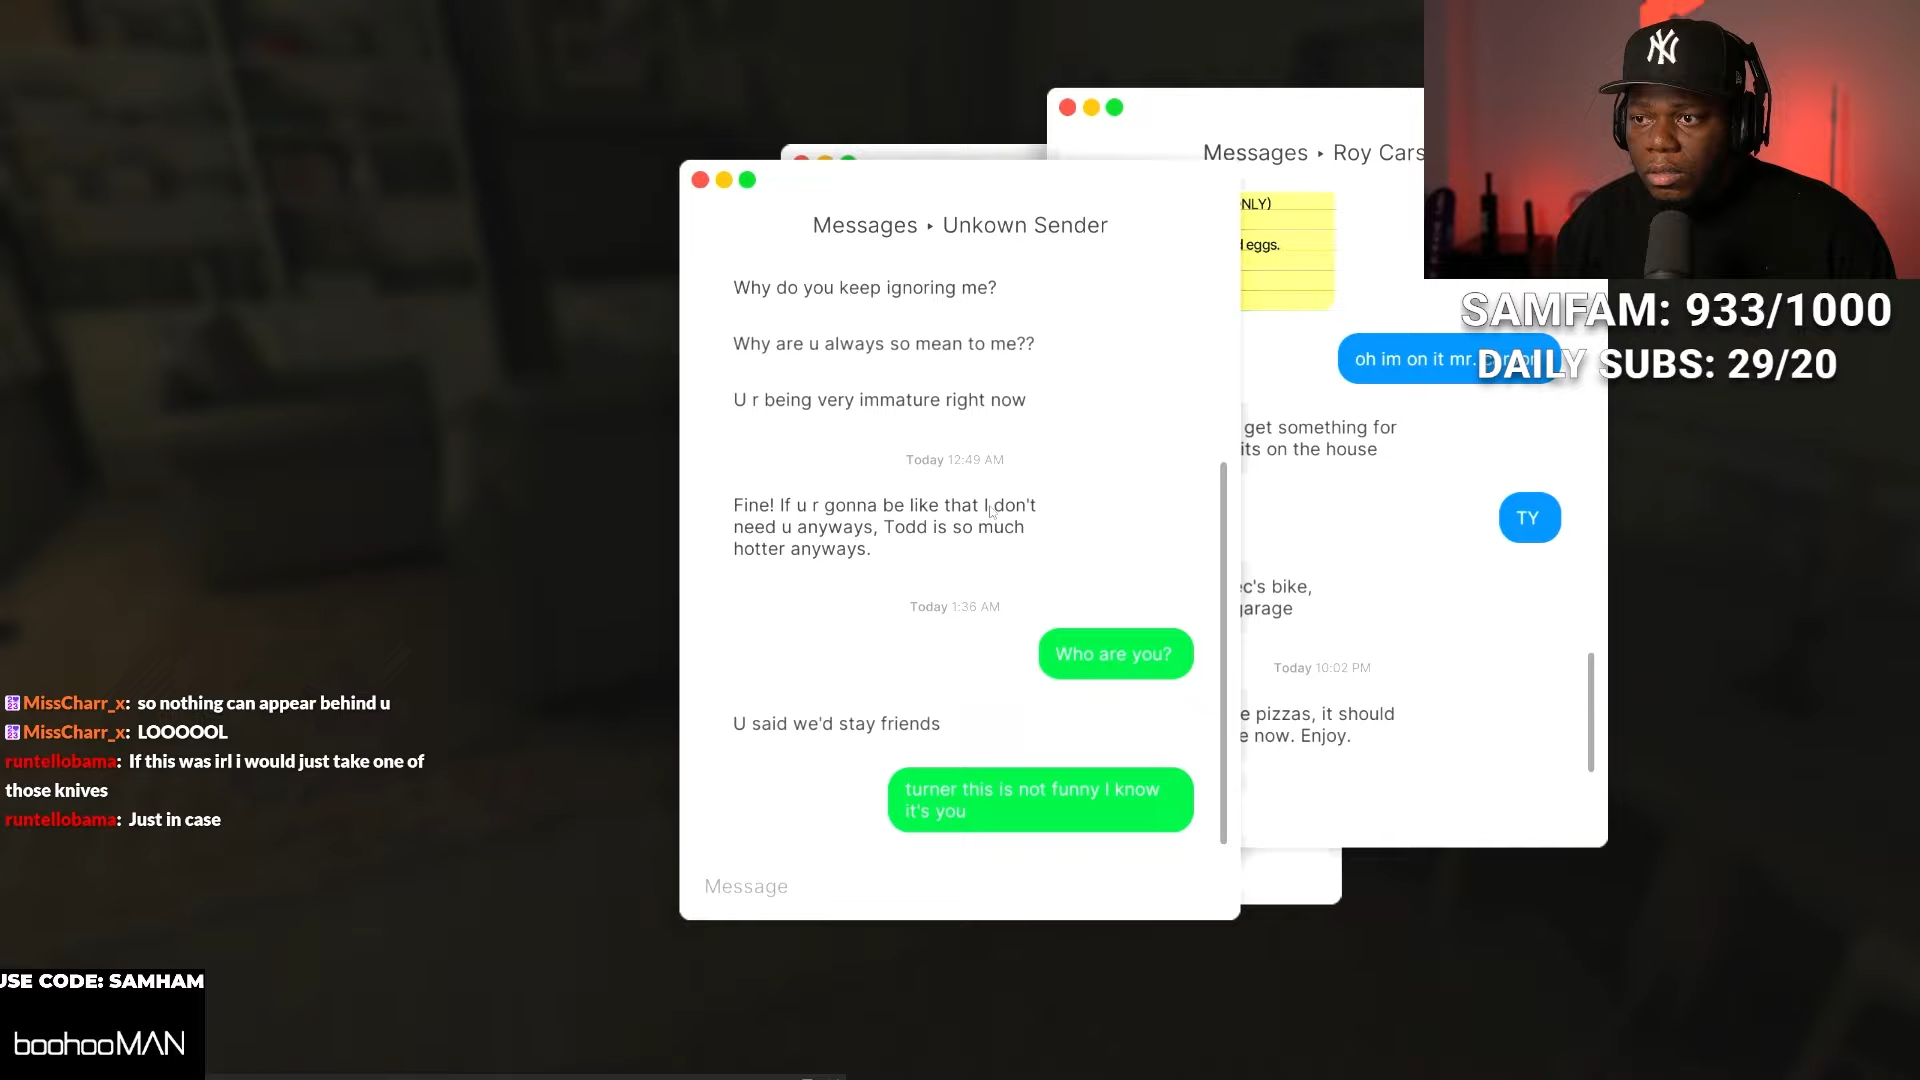 Messages ▸ Roy Cars
NLY)
eggs.
oh im on it mr.
get something for
its on the house
TY
ec's bike,
garage
Today 10:02 PM
e pizzas, it should
e now. Enjoy.
Messages ▸ Unkown Sender
Why do you keep ignoring me?
Why are u always so mean to me??
U r being very immature right now
Today 12:49 AM
Fine! If u r gonna be like that I don't
need u anyways, Todd is so much
hotter anyways.
Today 1:36 AM
Who are you?
U said we'd stay friends
turner this is not funny I know
it's you
Message
NY
SAMFAM: 933/1000
DAILY SUBS: 29/20
MissCharr_x: so nothing can appear behind u
MissCharr_x: LOOOOOL
runtellobama: If this was irl i would just take one of
those knives
runtellobama: Just in case
USE CODE: SAMHAM
boohooMAN